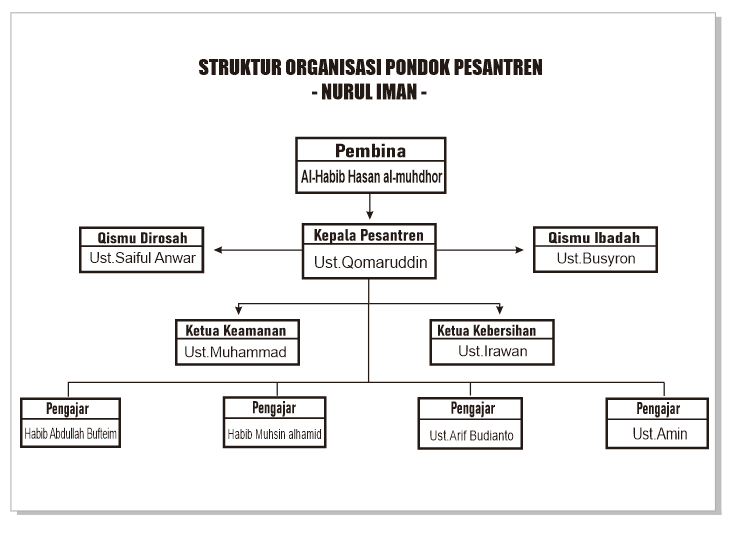 STRUKTUR ORGANISASI PONDOK PESANTREN
- NURUL IMAN -
Pembina
Al-Habib Hasan al-muhdhor
Qismu Dirosah
Ust.Saiful Anwar
Kepala Pesantren
Ust.Qomaruddin
Qismu Ibadah
Ust.Busyron
Ketua Keamanan
Ust.Muhammad
Ketua Kebersihan
Ust.Irawan
Pengajar
Habib Abdullah Bufteim
Pengajar
Habib Muhsin alhamid
Pengajar
Ust.Arif Budianto
Pengajar
Ust.Amin